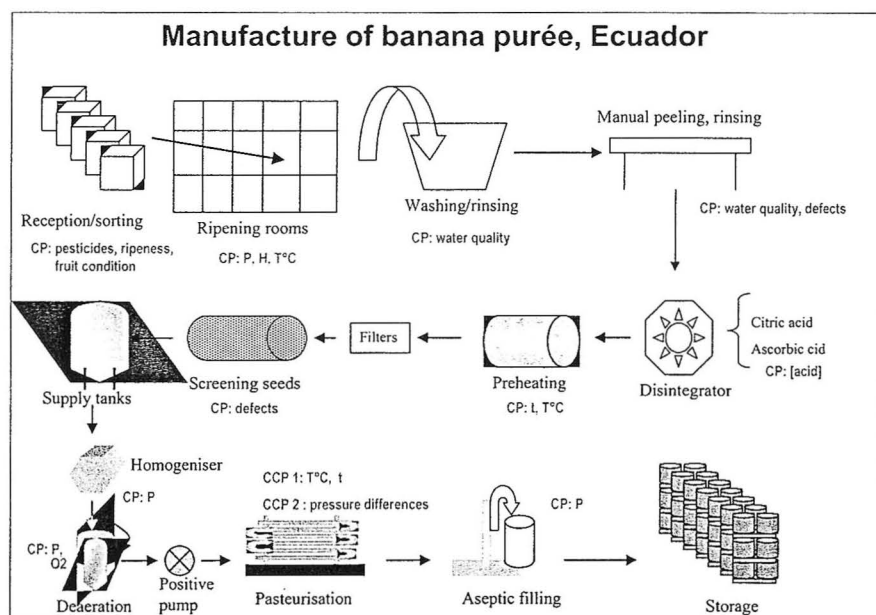 Manufacture of banana purée, Ecuador
Reception/sorting
CP: pesticides, ripeness,
fruit condition
Ripening rooms
CP: P, H, T°C
Washing/rinsing
CP: water quality
Manual peeling, rinsing
CP: water quality, defects
Citric acid
Ascorbic cid
CP: [acid]
Disintegrator
Preheating
CP: t, T°C
Filters
Screening seeds
CP: defects
Supply tanks
Homogeniser
CP: P
CP: P,
O2
Deaeration
Positive
pump
CCP 1: T°C, t
CCP 2 : pressure differences
Pasteurisation
CP: P
Aseptic filling
Storage